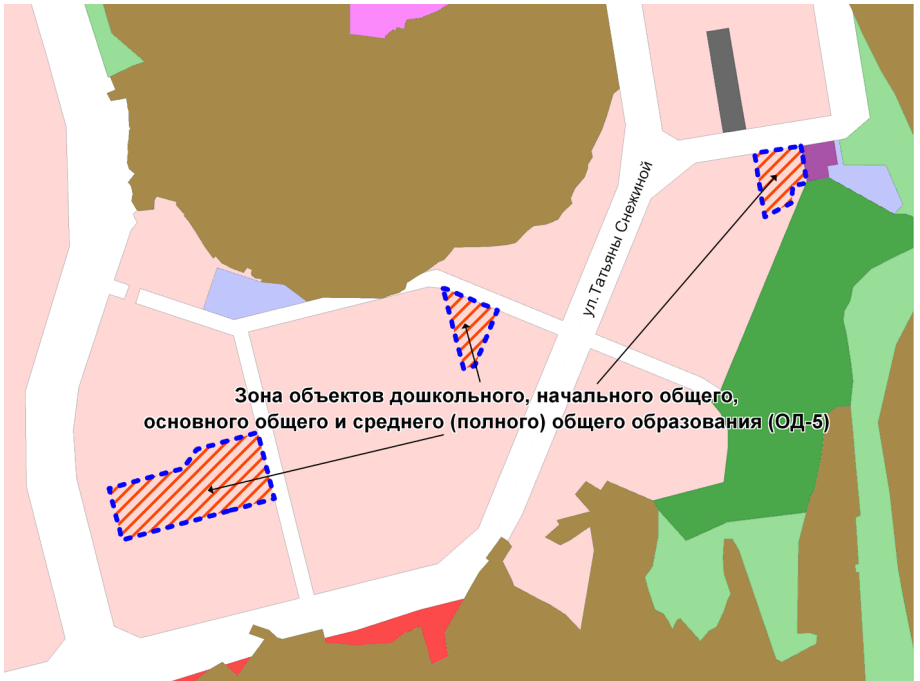 ул.Татьяны Снежиной
Зона объектов дошкольного, начального общего,
основного общего и среднего (полного) общего образования (ОД-5)